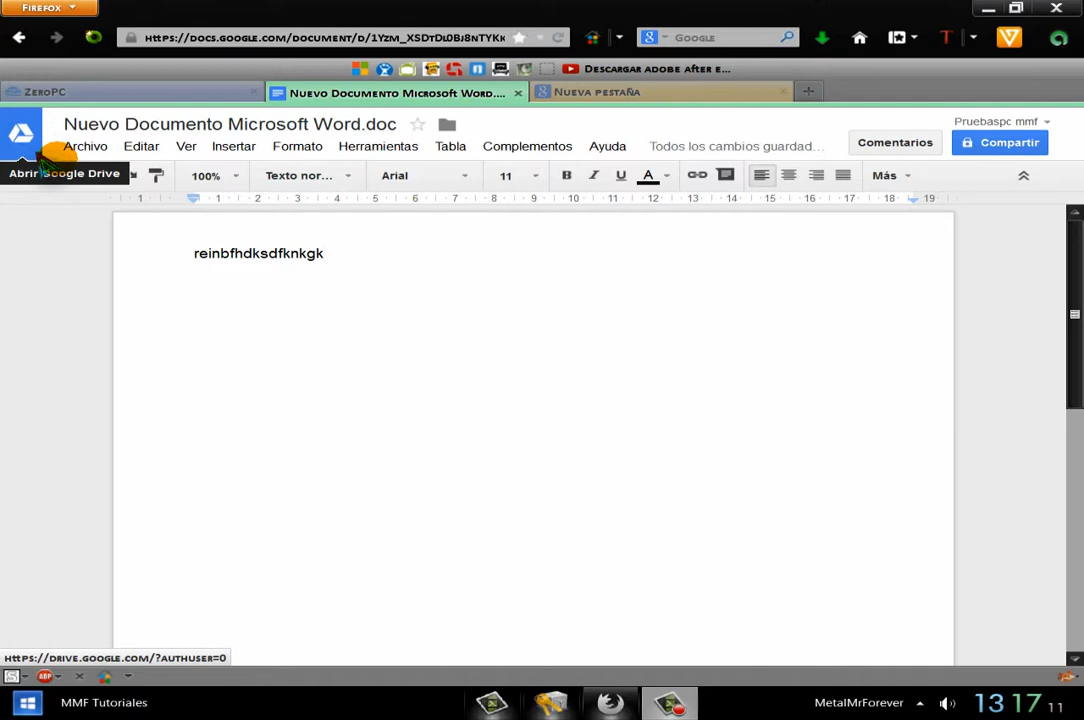 FIREFOX
HTTPS://DOCS.GOOGLE.COM/DOCUMENT/D/1YZM_XSDTDL0BJ8NTYKK
GOOGLE
DESCARGAR ADOBE AFTER E...
ZEROPC
NUEVO DOCUMENTO MICROSOFT WORD....
NUEVA PESTAÑA
Nuevo Documento Microsoft Word.doc
Pruebaspc mmf
Archivo Editar Ver Insertar Formato Herramientas Tabla Complementos Ayuda Todos los cambios guardad...
Comentarios
Compartir
Abrir Google Drive
100% Texto nor... Arial 11 B I U A Más
1 1 2 3 4 5 6 7 8 9 10 11 12 13 14 15 16 17 18 19
reinbfhdksdfknkgk
HTTPS://DRIVE.GOOGLE.COM/?AUTHUSER=0
ABP
MMF Tutoriales
MetalMrForever
13 17 11